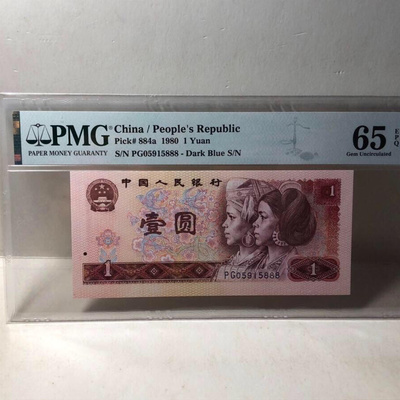 PMG
PAPER MONEY GUARANTY
China / People's Republic
Pick# 884a 1980 1 Yuan
S/N PG05915888 - Dark Blue S/N
65 EPQ
Gem Uncirculated
中国人民银行
1
壹圆
1
1
PG05915888